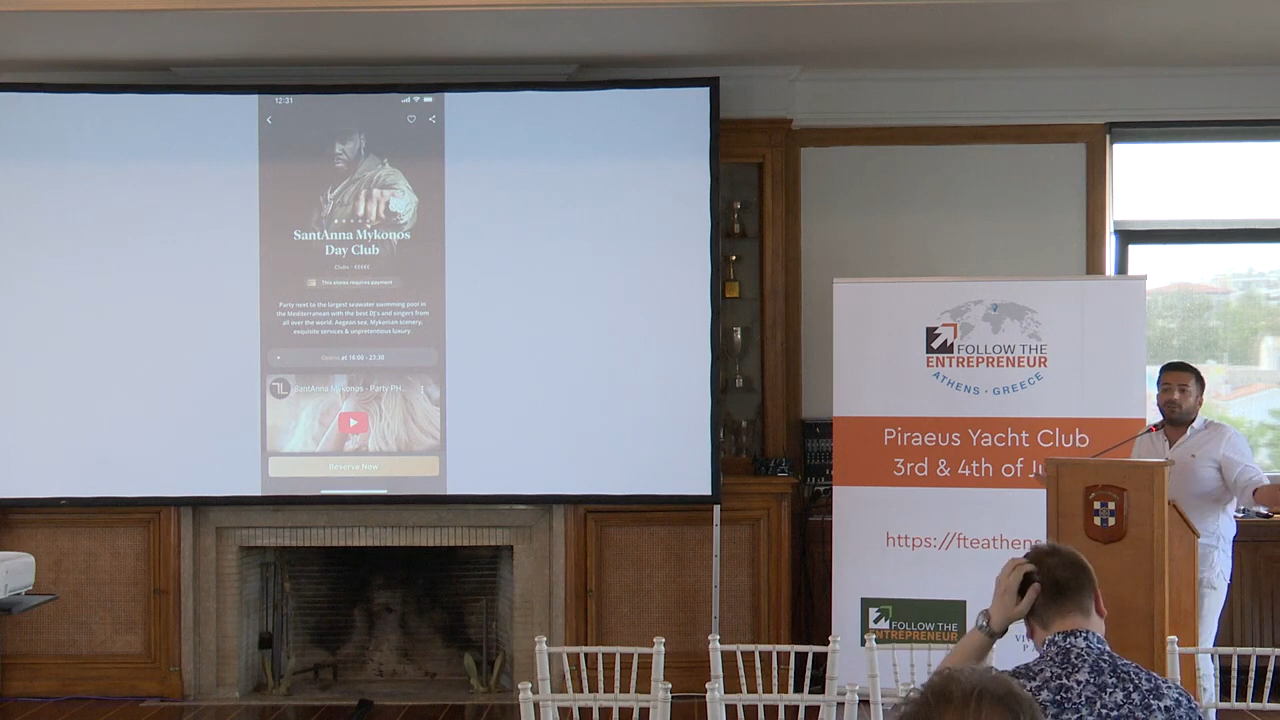 12:31
SantAnna Mykonos
Day Club
Clubs · €€€€€
This stores requires payment
Party next to the largest seawater swimming pool in
the Mediterranean with the best DJ's and singers from
all over the world. Aegean sea, Mykonian scenery,
exquisite services & unpretentious luxury.
Opens at 16:00 - 23:30
SantAnna Mykonos - Party PH...
Reserve Now
FOLLOW THE
ENTREPRENEUR
ATHENS · GREECE
Piraeus Yacht Club
3rd & 4th of
https://fteathens
FOLLOW THE
ENTREPRENEUR